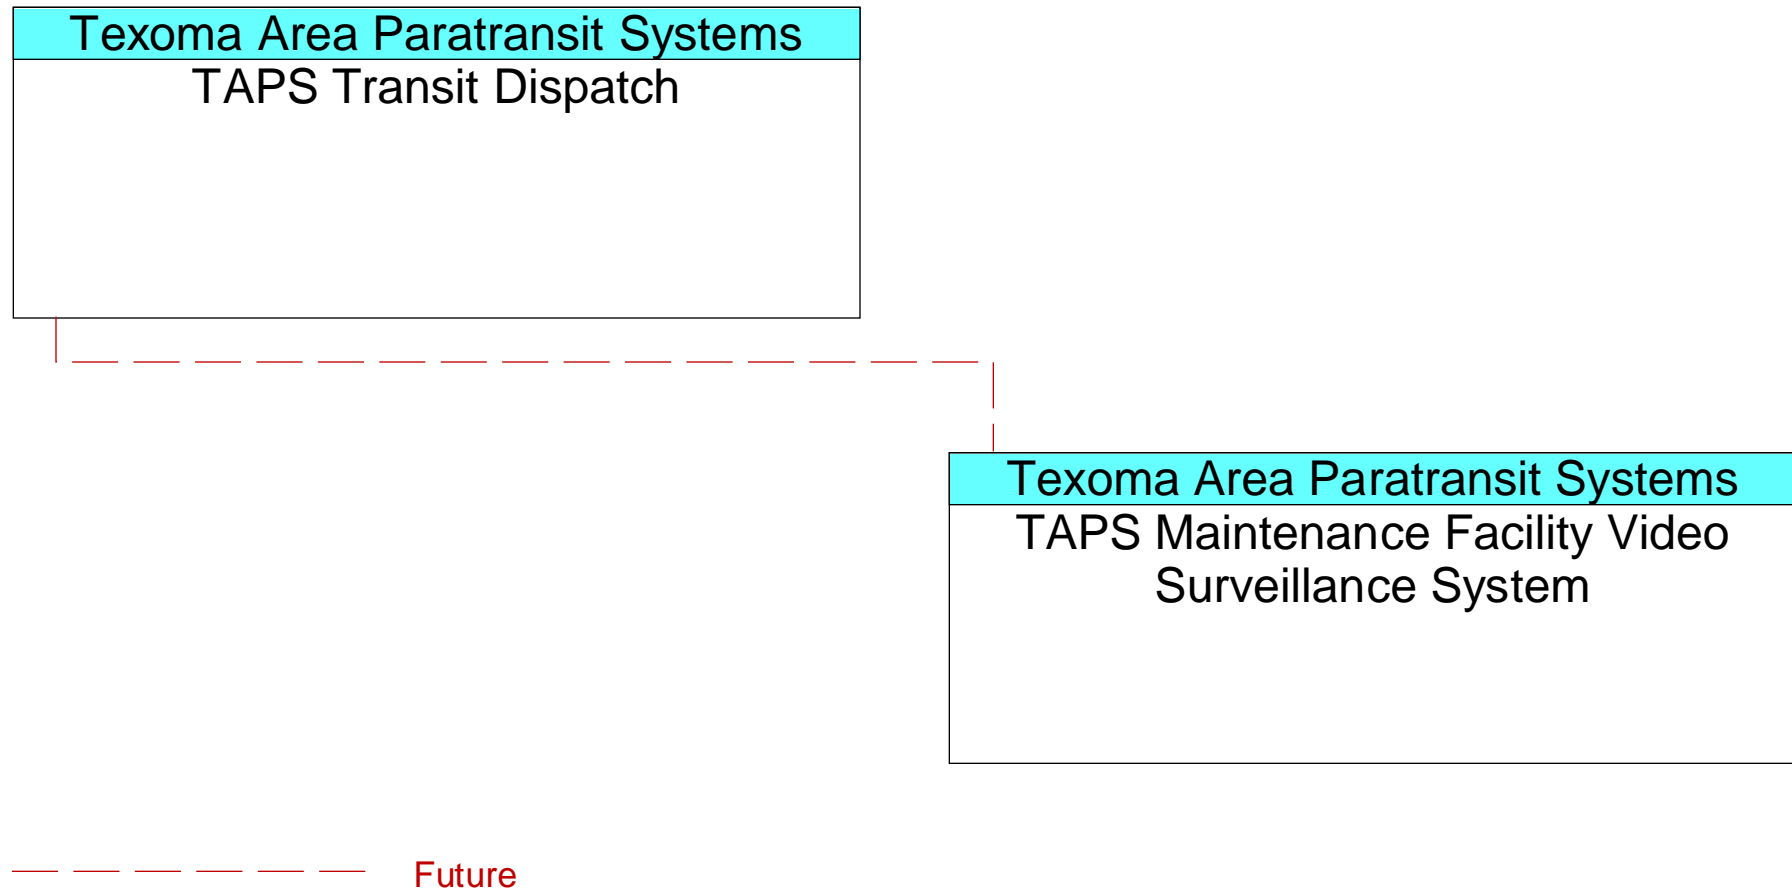 Texoma Area Paratransit Systems
TAPS Transit Dispatch
Texoma Area Paratransit Systems
TAPS Maintenance Facility Video
Surveillance System
Future